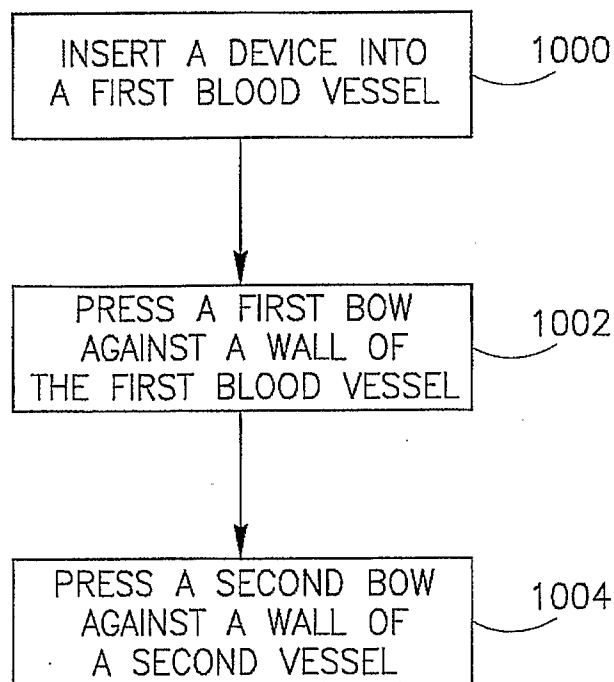 INSERT A DEVICE INTO
A FIRST BLOOD VESSEL
1000
PRESS A FIRST BOW
AGAINST A WALL OF
THE FIRST BLOOD VESSEL
1002
PRESS A SECOND BOW
AGAINST A WALL OF
A SECOND VESSEL
1004